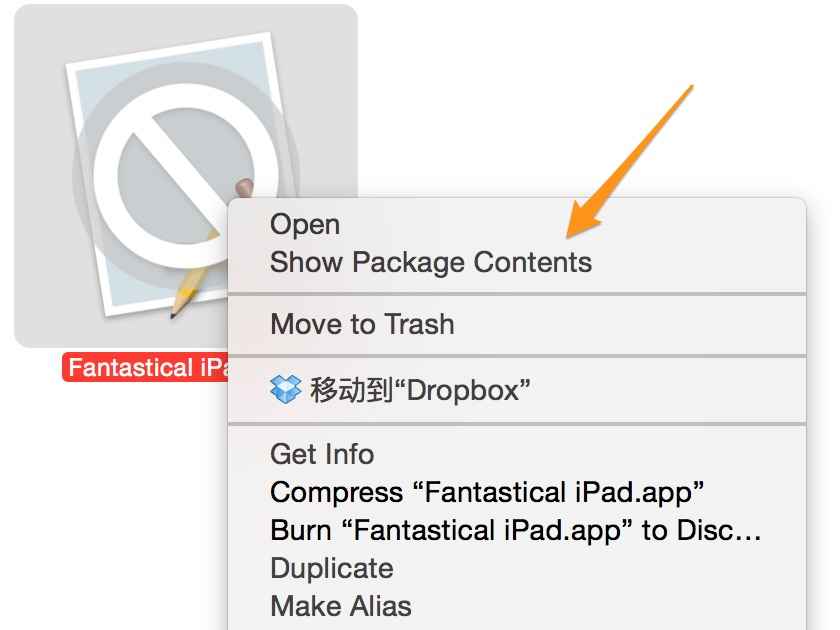 Open
Show Package Contents
Move to Trash
Fantastical iPa
移动到“Dropbox”
Get Info
Compress “Fantastical iPad.app”
Burn “Fantastical iPad.app” to Disc...
Duplicate
Make Alias